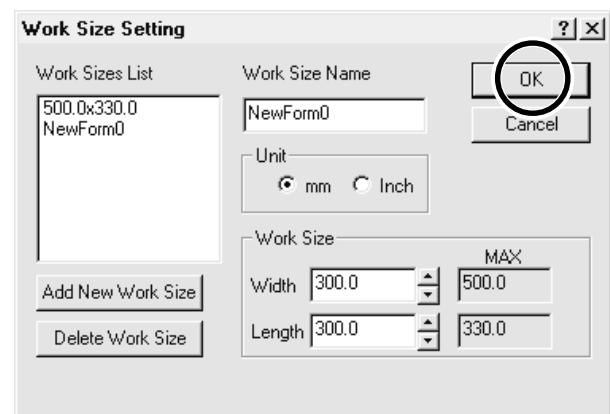 Work Size Setting
? ×
Work Sizes List
500.0x330.0
NewForm0
Add New Work Size
Delete Work Size
Work Size Name
NewForm0
Unit
mm Inch
Work Size
MAX
Width 300.0 500.0
Length 300.0 330.0
OK
Cancel